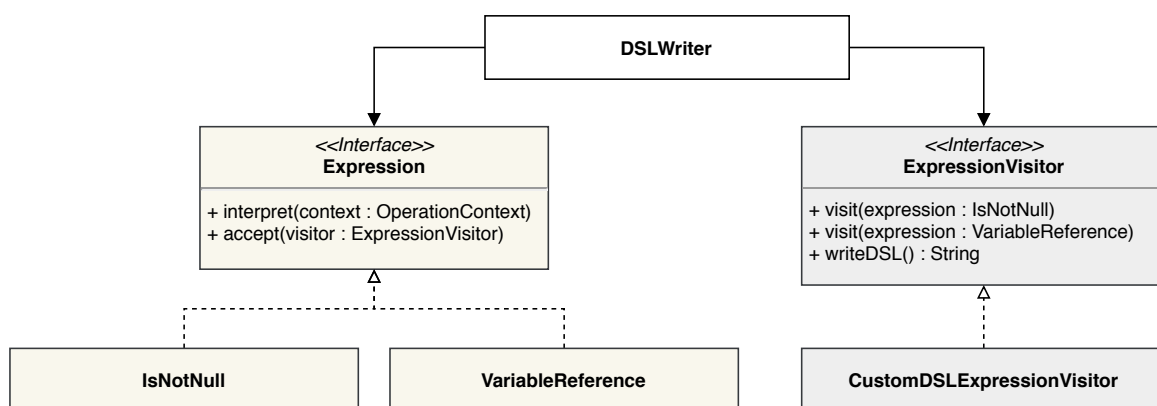 DSLWriter
<<Interface>>
Expression
+ interpret(context : OperationContext)
+ accept(visitor : ExpressionVisitor)
<<Interface>>
ExpressionVisitor
+ visit(expression : IsNotNull)
+ visit(expression : VariableReference)
+ writeDSL() : String
IsNotNull
VariableReference
CustomDSLExpressionVisitor